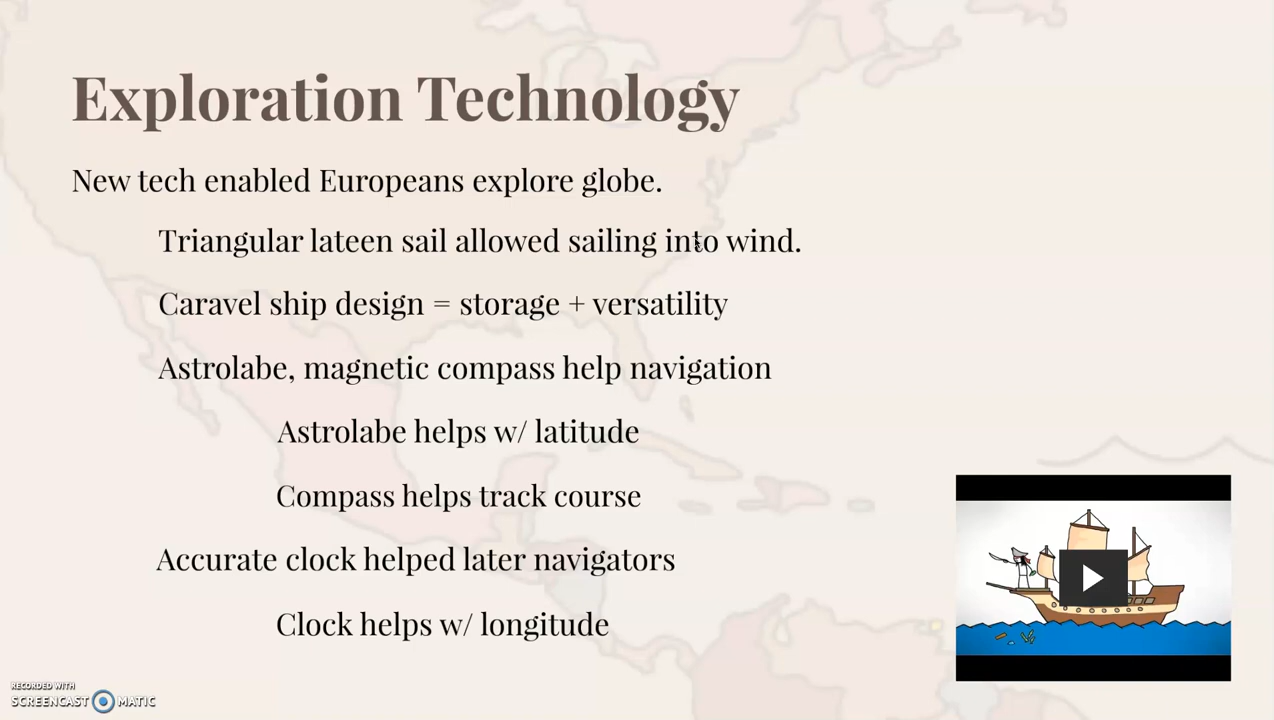 Exploration Technology
New tech enabled Europeans explore globe.
Triangular lateen sail allowed sailing into wind.
Caravel ship design = storage + versatility
Astrolabe, magnetic compass help navigation
Astrolabe helps w/ latitude
Compass helps track course
Accurate clock helped later navigators
Clock helps w/ longitude
RECORDED WITH
SCREENCAST MATIC